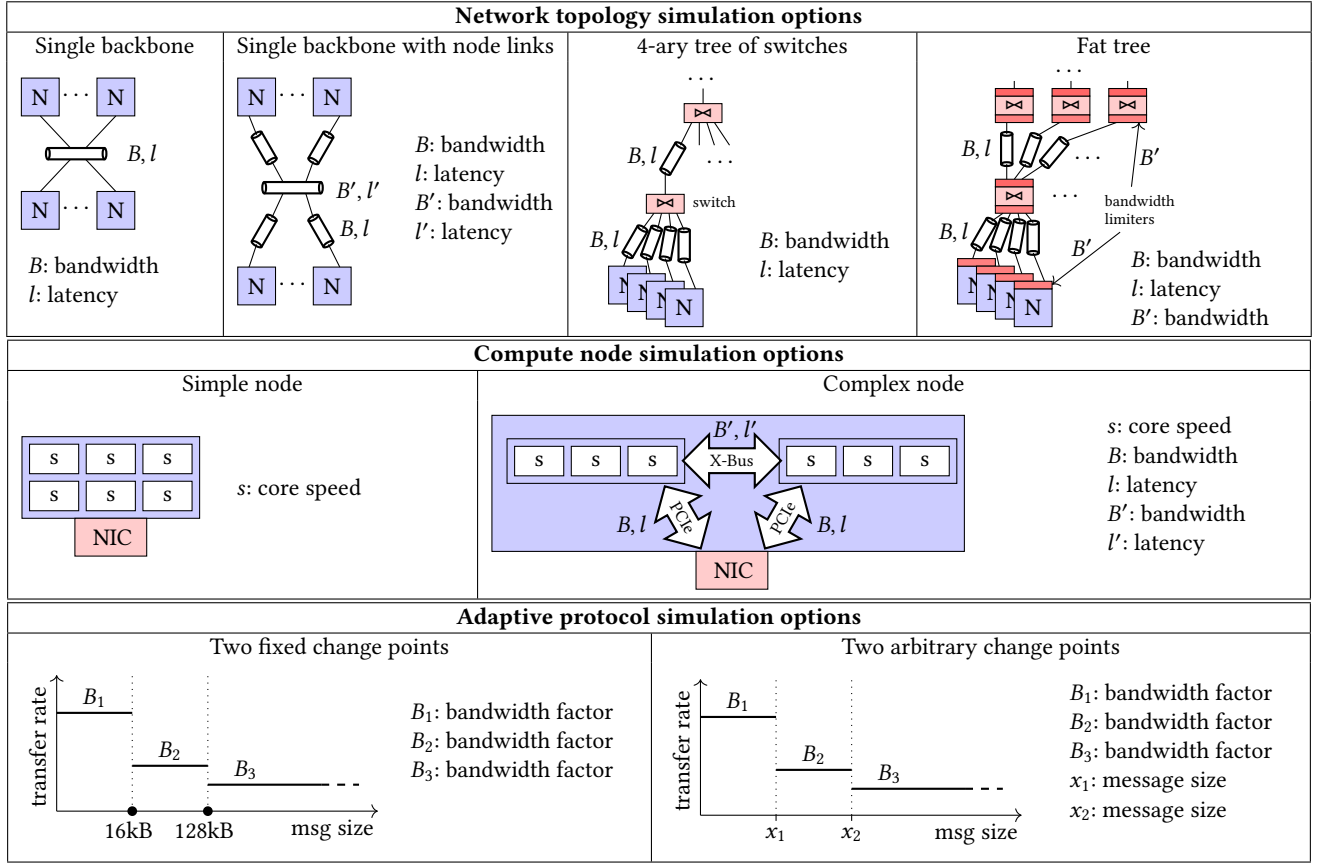 Network topology simulation options
Single backbone
N ··· N
B, l
N ··· N
B: bandwidth
l: latency
Single backbone with node links
N ··· N
B′, l′
B, l
N ··· N
B: bandwidth
l: latency
B′: bandwidth
l′: latency
4-ary tree of switches
···
B, l
···
switch
B, l
N N N N
B: bandwidth
l: latency
Fat tree
···
B, l
···
B′
···
bandwidth
limiters
B, l
B′
N N N N
B: bandwidth
l: latency
B′: bandwidth
Compute node simulation options
Simple node
s s s
s s s
NIC
s: core speed
Complex node
B′, l′
s s s X-Bus s s s
B, l PCIe PCIe B, l
NIC
s: core speed
B: bandwidth
l: latency
B′: bandwidth
l′: latency
Adaptive protocol simulation options
Two fixed change points
transfer rate
B₁
B₂
B₃
16kB 128kB msg size
B₁: bandwidth factor
B₂: bandwidth factor
B₃: bandwidth factor
Two arbitrary change points
transfer rate
B₁
B₂
B₃
x₁ x₂ msg size
B₁: bandwidth factor
B₂: bandwidth factor
B₃: bandwidth factor
x₁: message size
x₂: message size